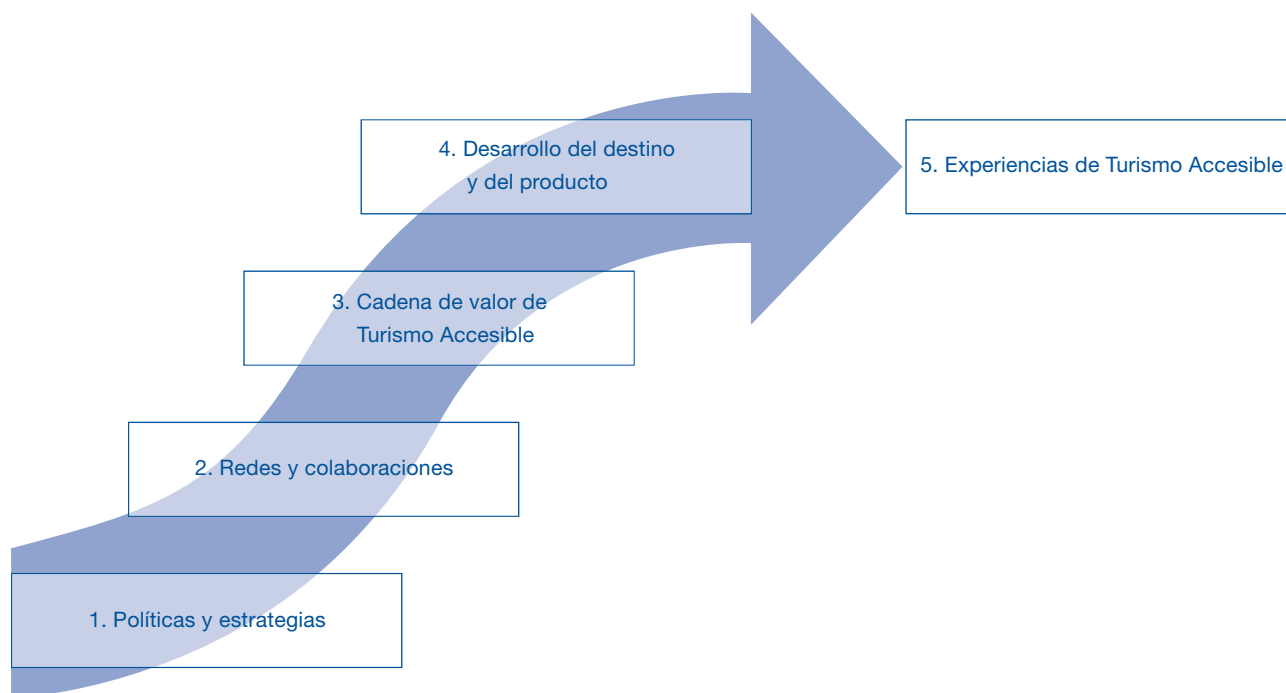 4. Desarrollo del destino
y del producto
5. Experiencias de Turismo Accesible
3. Cadena de valor de
Turismo Accesible
2. Redes y colaboraciones
1. Políticas y estrategias